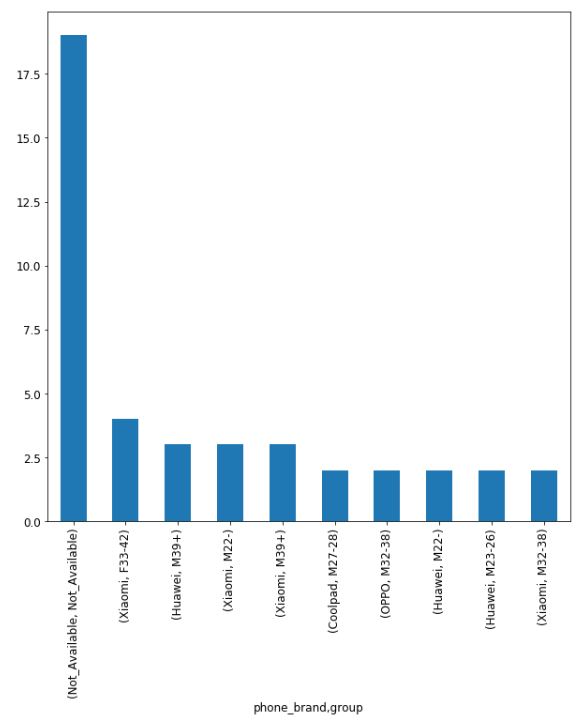 17.5
15.0
12.5
10.0
7.5
5.0
2.5
0.0
(Not_Available, Not_Available)
(Xiaomi, F33-42)
(Huawei, M39+)
(Xiaomi, M22-)
(Xiaomi, M39+)
(Coolpad, M27-28)
(OPPO, M32-38)
(Huawei, M22-)
(Huawei, M23-26)
(Xiaomi, M32-38)
phone_brand,group